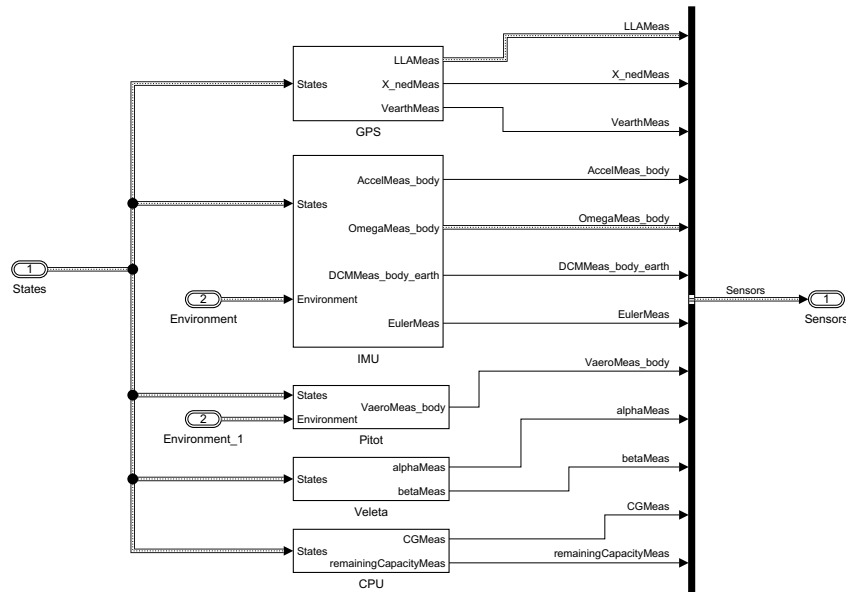 LLAMeas
LLAMeas
States
X_nedMeas
X_nedMeas
VearthMeas
VearthMeas
GPS
AccelMeas_body
AccelMeas_body
States
OmegaMeas_body
OmegaMeas_body
1
States
DCMMeas_body_earth
DCMMeas_body_earth
2
Environment
Environment
Sensors
1
Sensors
EulerMeas
EulerMeas
IMU
VaeroMeas_body
States
VaeroMeas_body
2
Environment
Environment_1
Pitot
alphaMeas
alphaMeas
States
betaMeas
betaMeas
Veleta
CGMeas
CGMeas
States
remainingCapacityMeas
remainingCapacityMeas
CPU